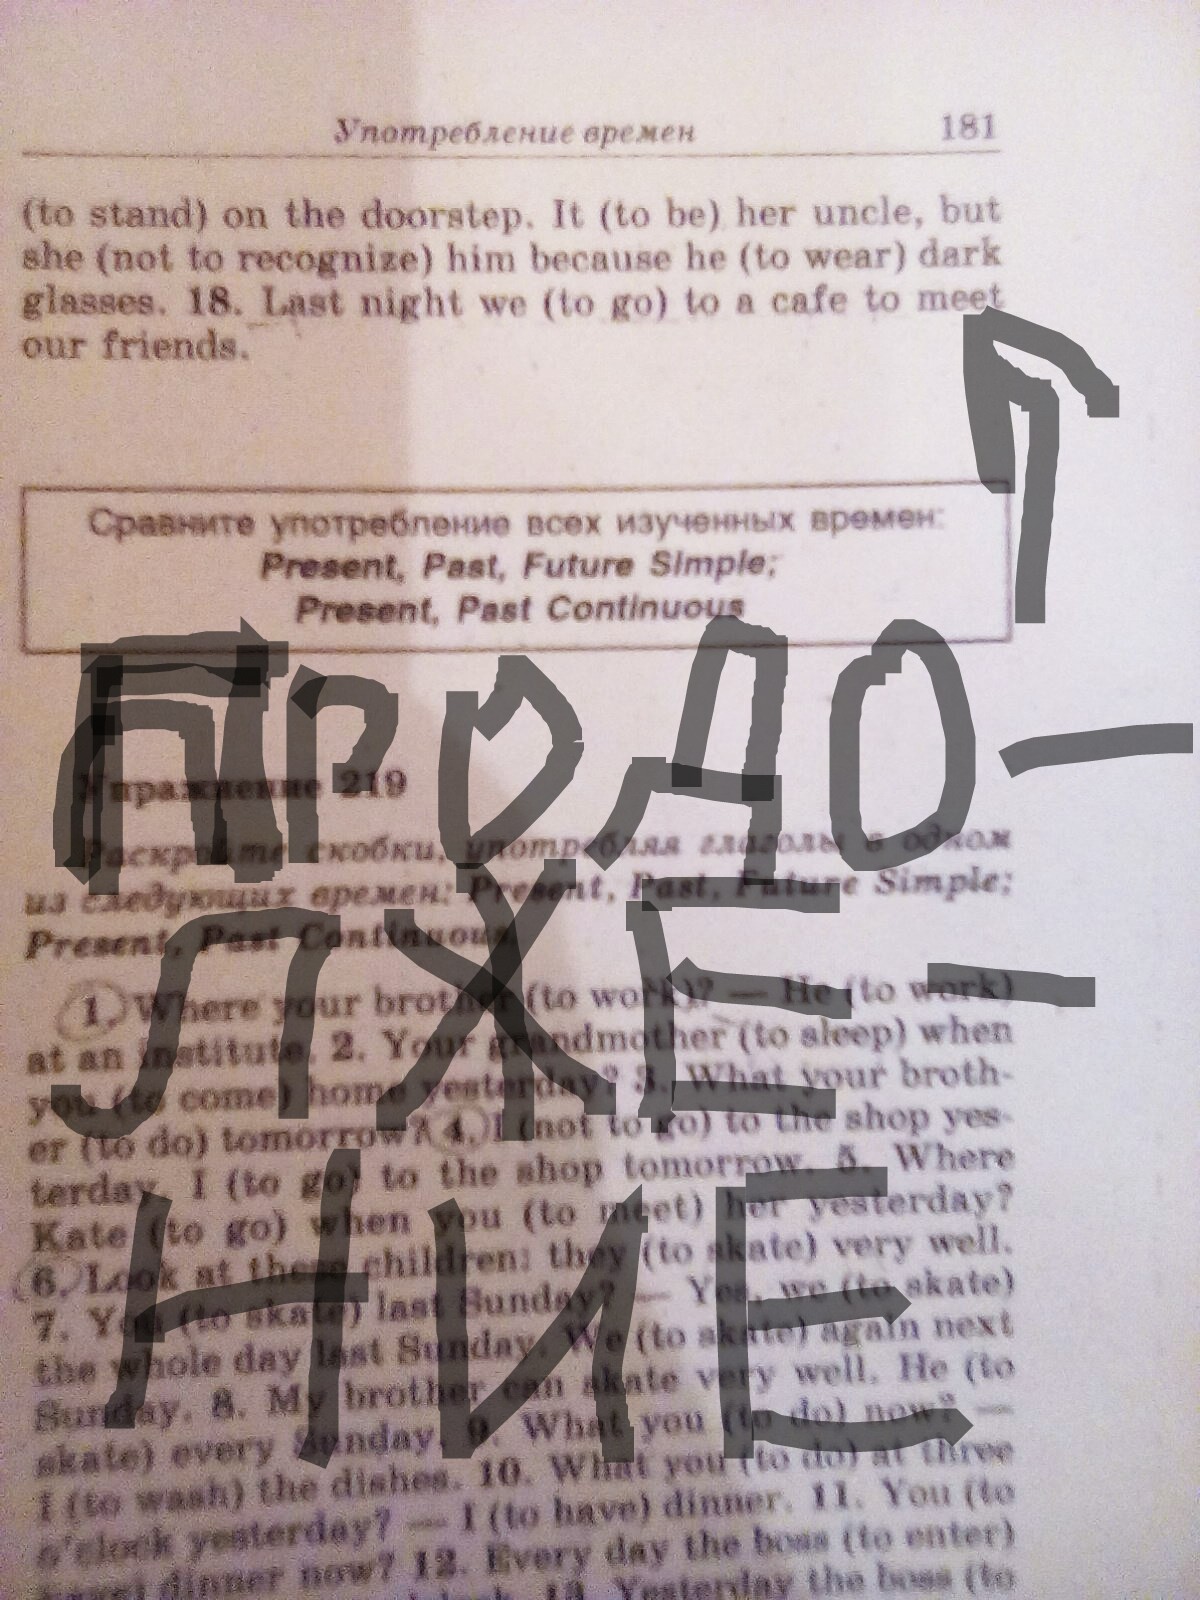 Употребление времен 181
(to stand) on the doorstep. It (to be) her uncle, but
she (not to recognize) him because he (to wear) dark
glasses. 18. Last night we (to go) to a cafe to meet
our friends.
Сравните употребление всех изученных времен:
Present, Past, Future Simple;
Present, Past Continuous
ПРОДО-
ЛЖЕ-
НИЕ
Упражнение 219
Раскройте скобки, употребляя глаголы в одном
из следующих времен: Present, Past, Future Simple;
Present, Past Continuous
1. Where your brother (to work)? — He (to work)
at an institute. 2. Your grandmother (to sleep) when
you (to come) home yesterday? 3. What your broth-
er (to do) tomorrow? 4. I (not to go) to the shop yes-
terday. I (to go) to the shop tomorrow. 5. Where
Kate (to go) when you (to meet) her yesterday?
6. Look at these children: they (to skate) very well.
7. You (to skate) last Sunday? — Yes, we (to skate)
the whole day last Sunday. We (to skate) again next
Sunday. 8. My brother can skate very well. He (to
skate) every Sunday. 9. What you (to do) now? —
I (to wash) the dishes. 10. What you (to do) at three
o'clock yesterday? — I (to have) dinner. 11. You (to
dinner now? 12. Every day the boss (to enter)
13. Yesterday the boss (to